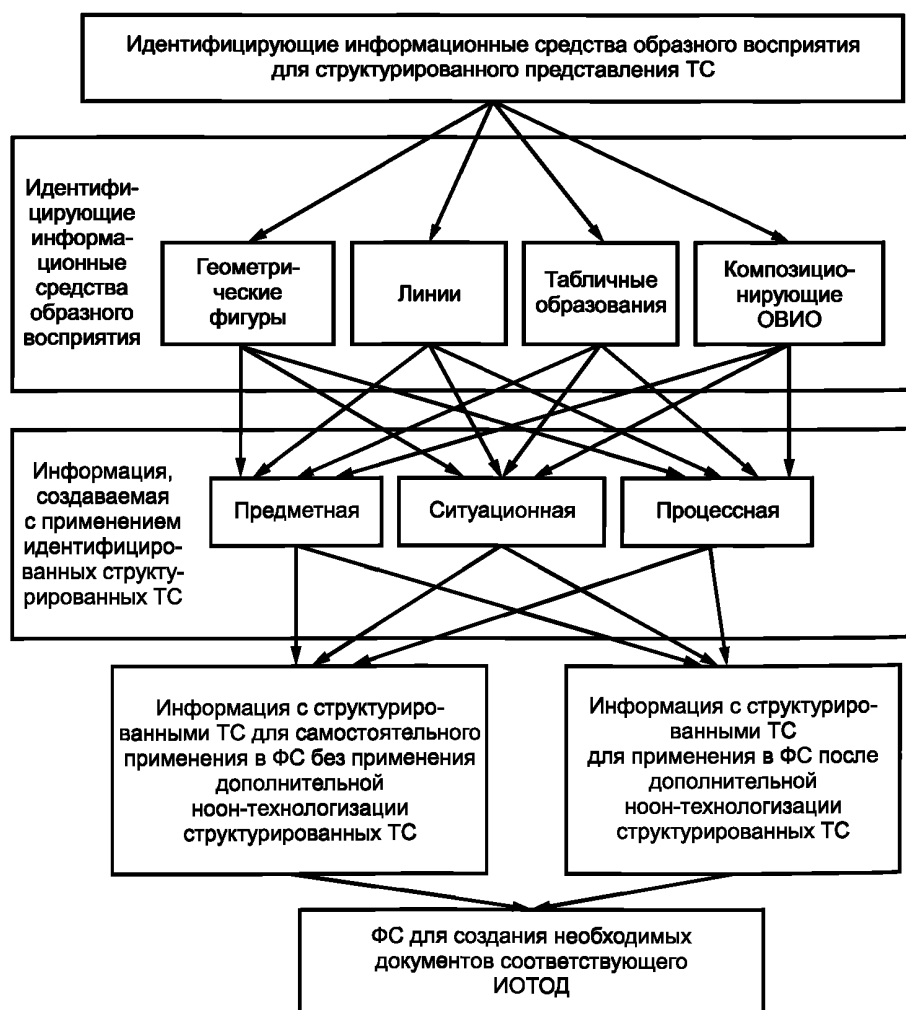 Идентифицирующие информационные средства образного восприятия
для структурированного представления ТС
Идентифи-
цирующие
информа-
ционные
средства
образного
восприятия
Геометри-
ческие
фигуры
Линии
Табличные
образования
Композицио-
нирующие
ОВИО
Информация,
создаваемая
с применением
идентифициро-
ванных структу-
рированных ТС
Предметная
Ситуационная
Процессная
Информация с структуриро-
ванными ТС для самостоятельного
применения в ФС без применения
дополнительной
ноон-технологизации
структурированных ТС
Информация с структуриро-
ванными ТС
для применения в ФС после
дополнительной
ноон-технологизации
структурированных ТС
ФС для создания необходимых
документов соответствующего
ИОТОД